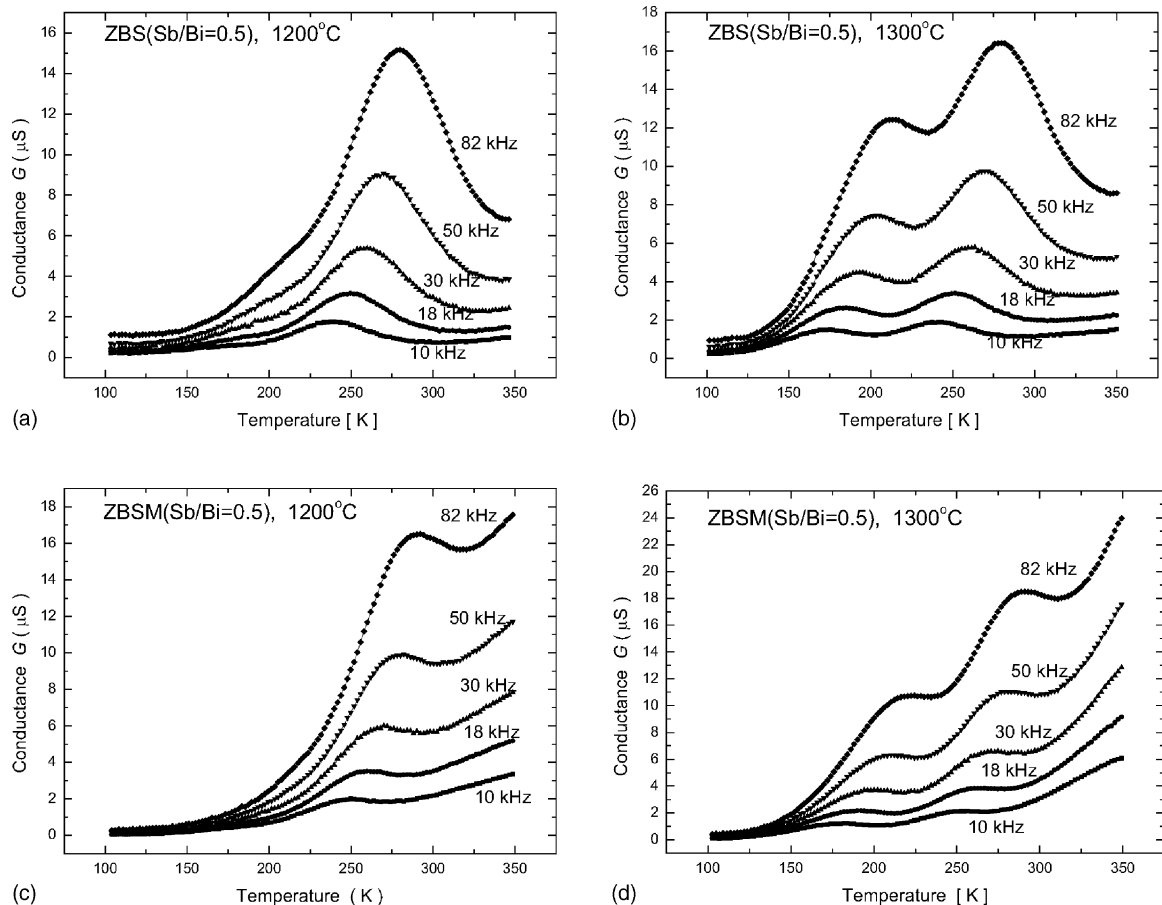 ZBS(Sb/Bi=0.5), 1200°C
Conductance G ( μS )
16
14
12
10
8
6
4
2
0
82 kHz
50 kHz
30 kHz
18 kHz
10 kHz
100 150 200 250 300 350
(a) Temperature [ K ]
ZBS(Sb/Bi=0.5), 1300°C
Conductance G ( μS )
18
16
14
12
10
8
6
4
2
0
82 kHz
50 kHz
30 kHz
18 kHz
10 kHz
100 150 200 250 300 350
(b) Temperature [ K ]
ZBSM(Sb/Bi=0.5), 1200°C
Conductance G ( μS )
18
16
14
12
10
8
6
4
2
0
82 kHz
50 kHz
30 kHz
18 kHz
10 kHz
100 150 200 250 300 350
(c) Temperature ( K )
ZBSM(Sb/Bi=0.5), 1300°C
Conductance G ( μS )
26
24
22
20
18
16
14
12
10
8
6
4
2
0
82 kHz
50 kHz
30 kHz
18 kHz
10 kHz
100 150 200 250 300 350
(d) Temperature [ K ]